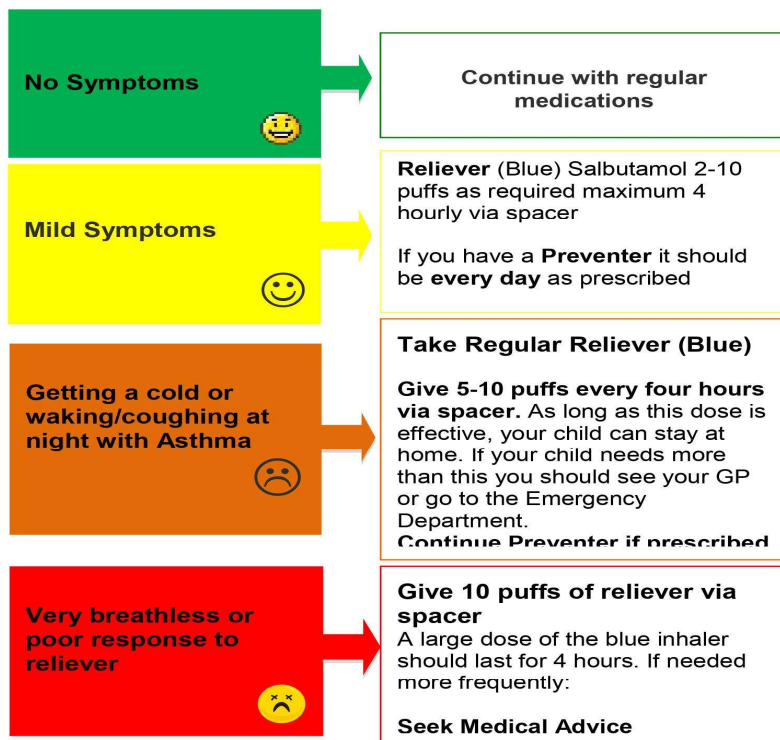 No Symptoms
Continue with regular
medications
Mild Symptoms
Reliever (Blue) Salbutamol 2-10
puffs as required maximum 4
hourly via spacer
If you have a Preventer it should
be every day as prescribed
Getting a cold or
waking/coughing at
night with Asthma
Take Regular Reliever (Blue)
Give 5-10 puffs every four hours
via spacer. As long as this dose is
effective, your child can stay at
home. If your child needs more
than this you should see your GP
or go to the Emergency
Department.
Continue Preventer if prescribed
Very breathless or
poor response to
reliever
Give 10 puffs of reliever via
spacer
A large dose of the blue inhaler
should last for 4 hours. If needed
more frequently:
Seek Medical Advice